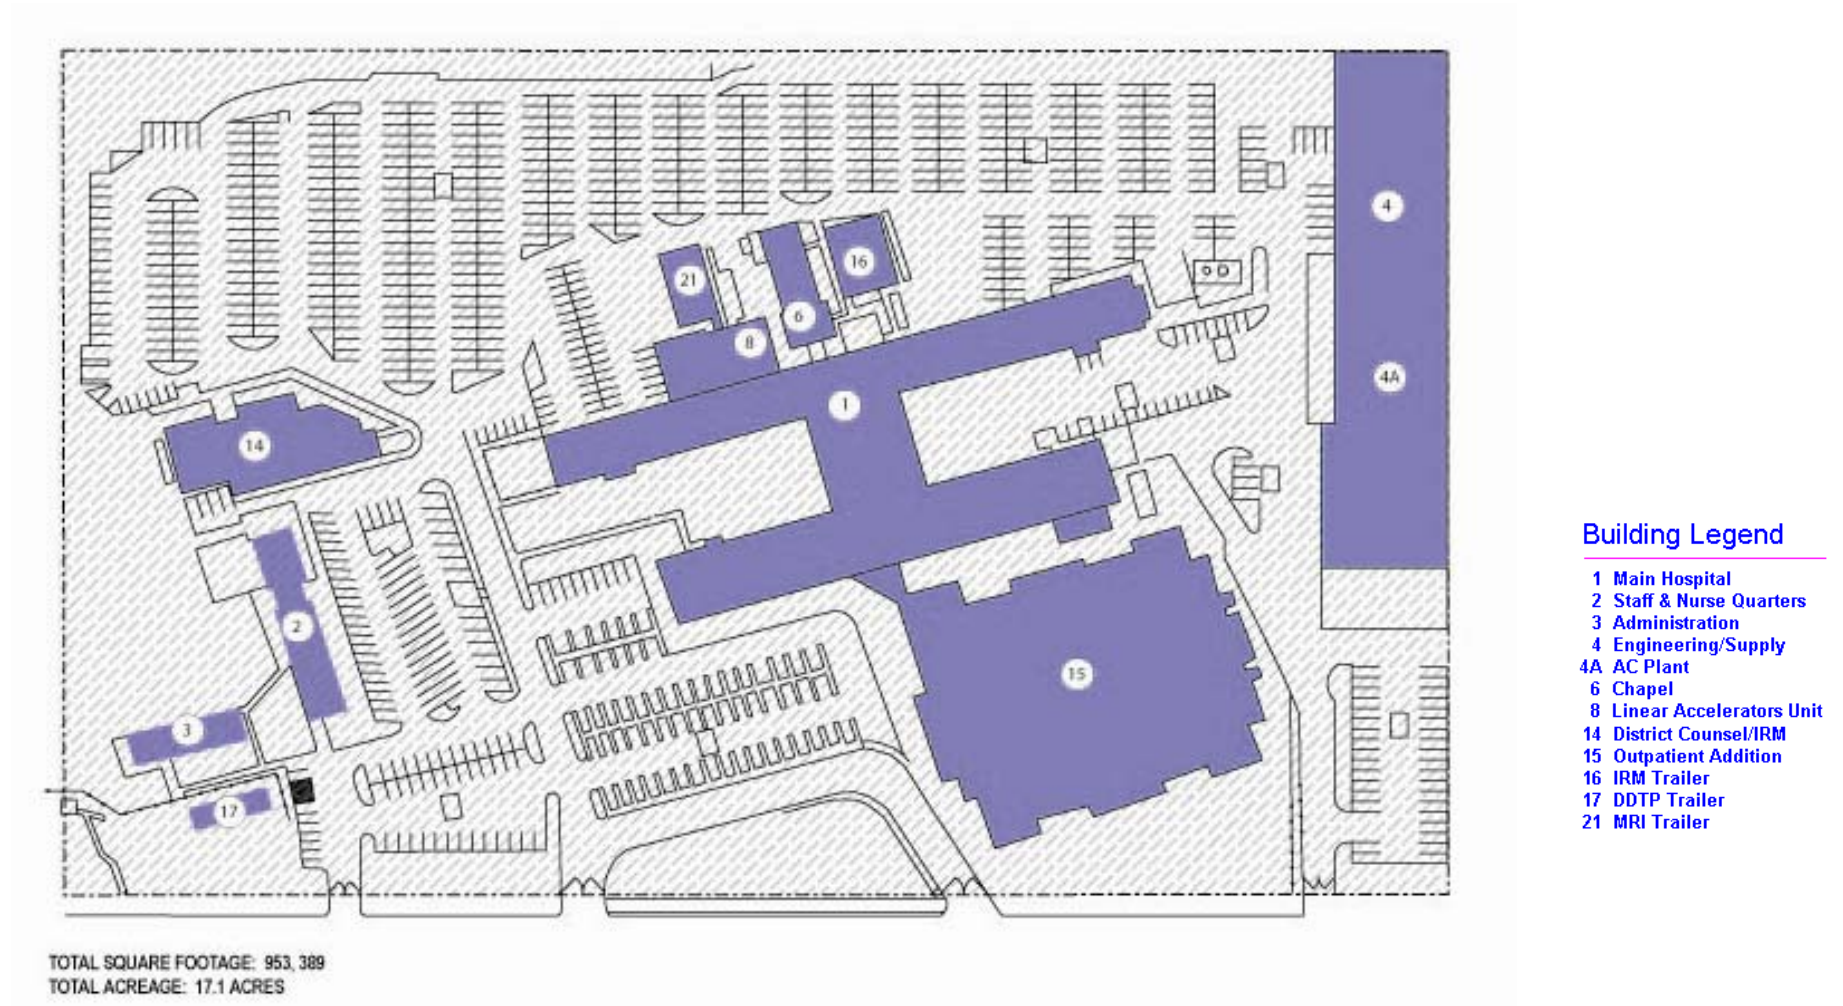 4
21
16
6
8
4A
1
14
2
15
3
17
Building Legend
1 Main Hospital
2 Staff & Nurse Quarters
3 Administration
4 Engineering/Supply
4A AC Plant
6 Chapel
8 Linear Accelerators Unit
14 District Counsel/IRM
15 Outpatient Addition
16 IRM Trailer
17 DDTP Trailer
21 MRI Trailer
TOTAL SQUARE FOOTAGE: 953, 389
TOTAL ACREAGE: 17.1 ACRES